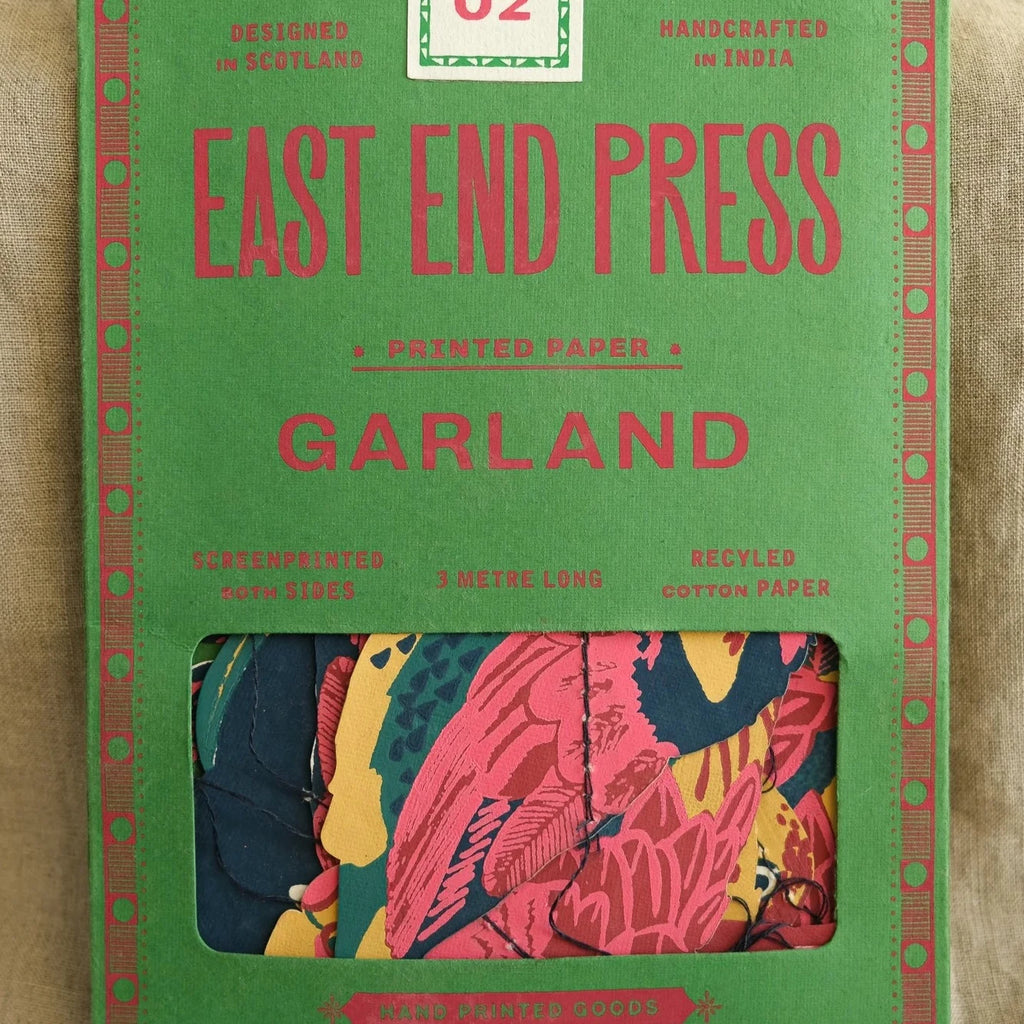 02
DESIGNED
IN SCOTLAND
HANDCRAFTED
IN INDIA
EAST END PRESS
PRINTED PAPER
GARLAND
SCREENPRINTED
BOTH SIDES
3 METRE LONG
RECYLED
COTTON PAPER
HAND PRINTED GOODS